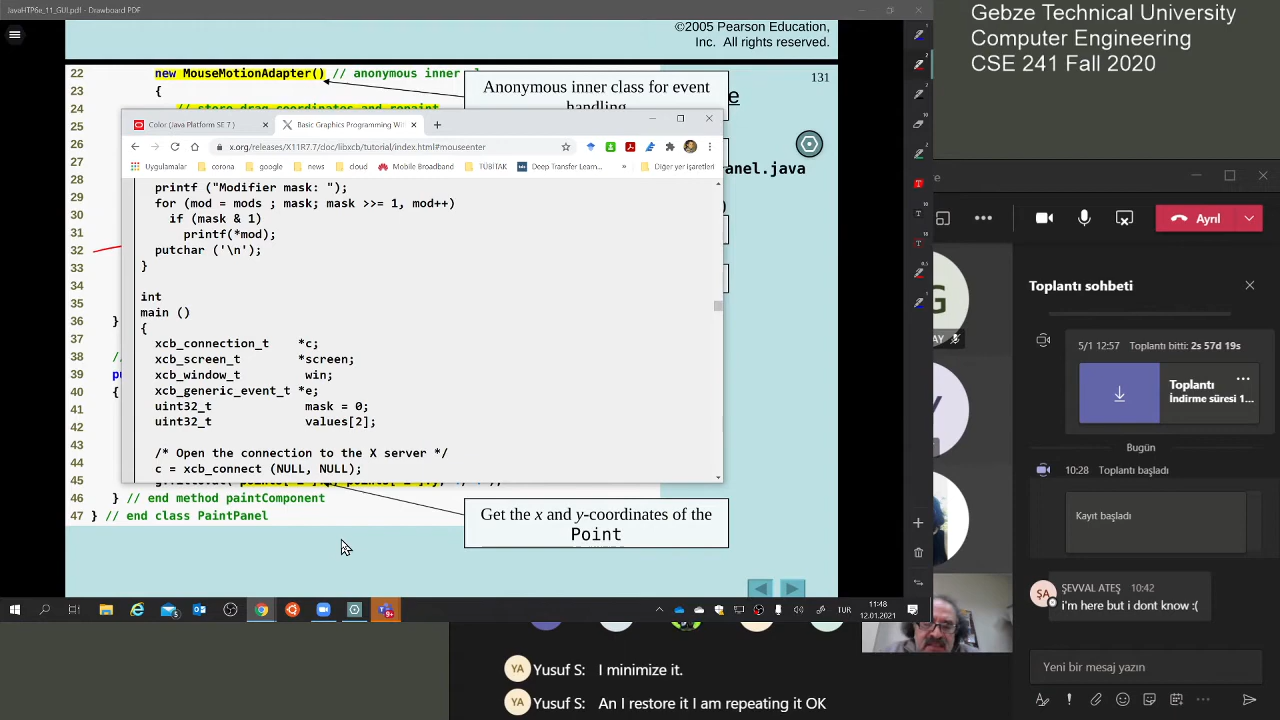 JavaHTP6e_11_GUI.pdf - Drawboard PDF
Gebze Technical University
Computer Engineering
CSE 241 Fall 2020
©2005 Pearson Education,
Inc. All rights reserved.
131
22 new MouseMotionAdapter() // anonymous inner
23 {
24 // store drag coordinates and repaint
25
26
27
28
29
30
31
32
33
34
35
36 }
37
38 //
39 pu
40 {
41
42
43
44
45
46 } // end method paintComponent
47 } // end class PaintPanel
Anonymous inner class for event
handling
e
anel.java
Get the x and y-coordinates of the
Point
Color (Java Platform SE 7 )
Basic Graphics Programming Wit
x.org/releases/X11R7.7/doc/libxcb/tutorial/index.html#mouseenter
Uygulamalar
corona
google
news
cloud
Mobile Broadband
TÜBİTAK
Deep Transfer Learn...
»
Diğer yer işaretleri
printf ("Modifier mask: ");
for (mod = mods ; mask; mask >>= 1, mod++)
if (mask & 1)
printf(*mod);
putchar ('\n');
}
int
main ()
{
xcb_connection_t *c;
xcb_screen_t *screen;
xcb_window_t win;
xcb_generic_event_t *e;
uint32_t mask = 0;
uint32_t values[2];
/* Open the connection to the X server */
c = xcb_connect (NULL, NULL);
Ayrıl
G
AY
Y
Toplantı sohbeti
5/1 12:57 Toplantı bitti: 2s 57d 19s
Toplantı
İndirme süresi 1...
Bugün
10:28 Toplantı başladı
Kayıt başladı
ŞA
ŞEVVAL ATEŞ 10:42
i'm here but i dont know :(
Yeni bir mesaj yazın
TUR
11:48
12.01.2021
YA Yusuf S: I minimize it.
YA Yusuf S: An I restore it I am repeating it OK